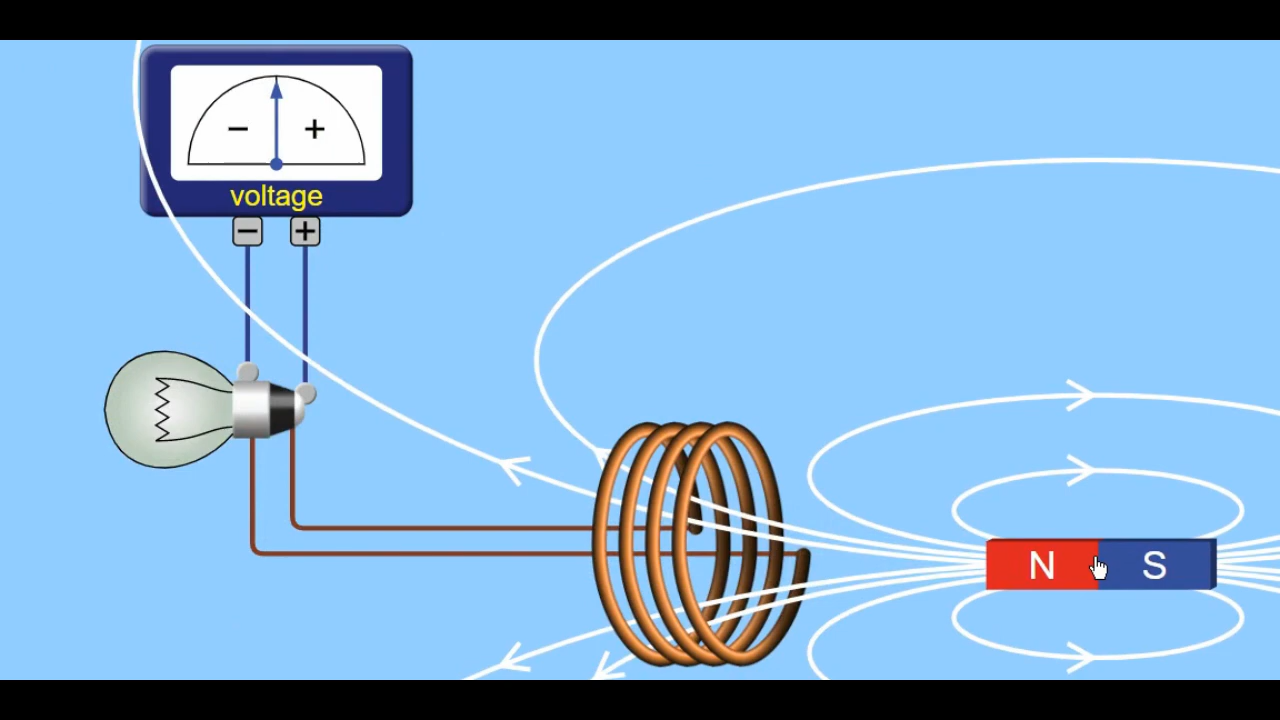 − +
voltage
− +
N S